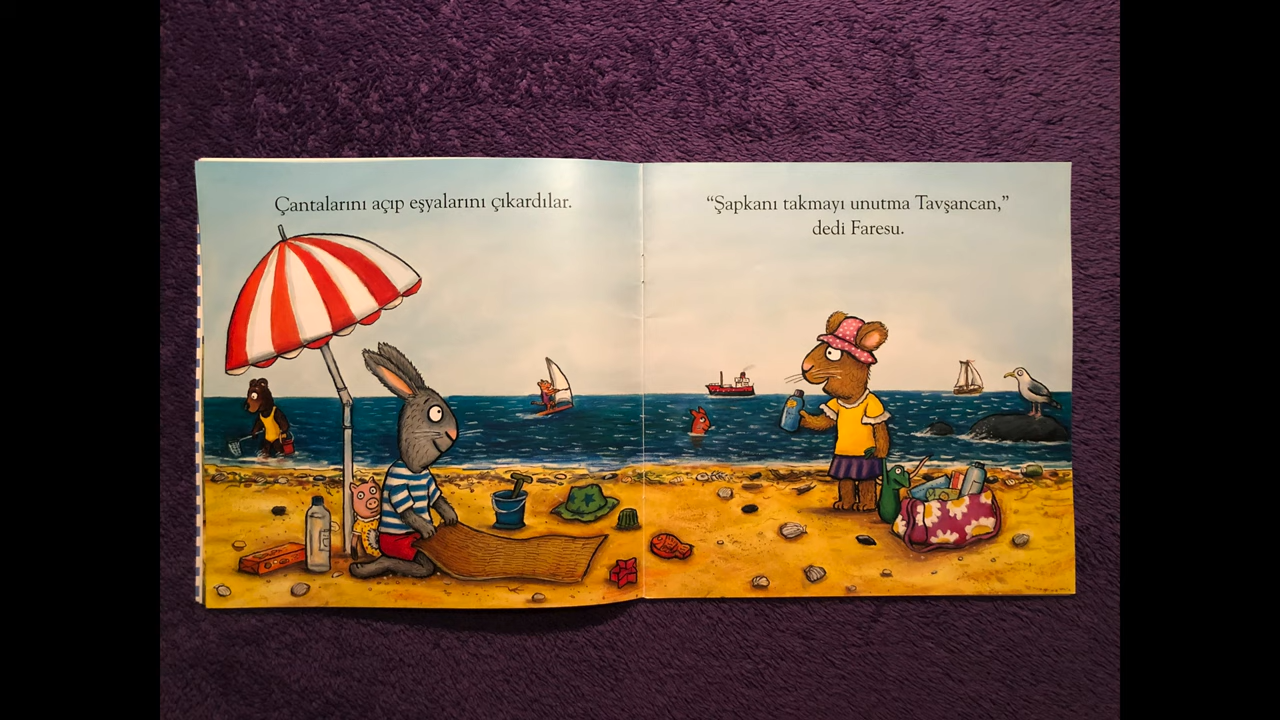 Çantalarını açıp eşyalarını çıkardılar.
“Şapkanı takmayı unutma Tavşancan,”
dedi Faresu.